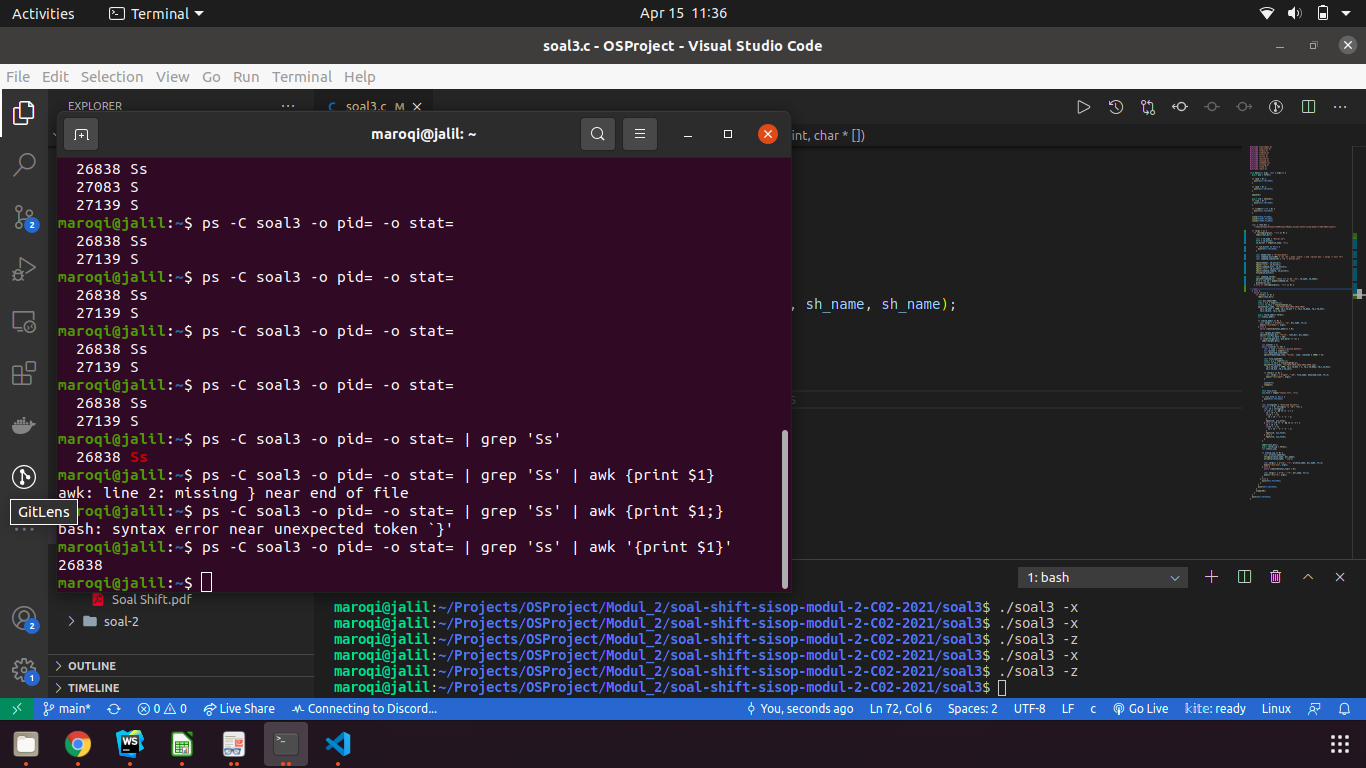 Activities
Terminal
Apr 15 11:36
soal3.c - OSProject - Visual Studio Code
File Edit Selection View Go Run Terminal Help
EXPLORER
soal3.c M
maroqi@jalil: ~
int, char * [])
26838 Ss
27083 S
27139 S
maroqi@jalil:~$ ps -C soal3 -o pid= -o stat=
26838 Ss
27139 S
maroqi@jalil:~$ ps -C soal3 -o pid= -o stat=
26838 Ss
27139 S
maroqi@jalil:~$ ps -C soal3 -o pid= -o stat=
26838 Ss
27139 S
maroqi@jalil:~$ ps -C soal3 -o pid= -o stat=
26838 Ss
27139 S
maroqi@jalil:~$ ps -C soal3 -o pid= -o stat= | grep 'Ss'
26838 Ss
maroqi@jalil:~$ ps -C soal3 -o pid= -o stat= | grep 'Ss' | awk {print $1}
awk: line 2: missing } near end of file
maroqi@jalil:~$ ps -C soal3 -o pid= -o stat= | grep 'Ss' | awk {print $1;}
bash: syntax error near unexpected token `}'
maroqi@jalil:~$ ps -C soal3 -o pid= -o stat= | grep 'Ss' | awk '{print $1}'
26838
maroqi@jalil:~$
, sh_name, sh_name);
2
GitLens
2
1
Soal Shift.pdf
soal-2
OUTLINE
TIMELINE
1: bash
maroqi@jalil:~/Projects/OSProject/Modul_2/soal-shift-sisop-modul-2-C02-2021/soal3$ ./soal3 -x
maroqi@jalil:~/Projects/OSProject/Modul_2/soal-shift-sisop-modul-2-C02-2021/soal3$ ./soal3 -x
maroqi@jalil:~/Projects/OSProject/Modul_2/soal-shift-sisop-modul-2-C02-2021/soal3$ ./soal3 -z
maroqi@jalil:~/Projects/OSProject/Modul_2/soal-shift-sisop-modul-2-C02-2021/soal3$ ./soal3 -x
maroqi@jalil:~/Projects/OSProject/Modul_2/soal-shift-sisop-modul-2-C02-2021/soal3$ ./soal3 -z
maroqi@jalil:~/Projects/OSProject/Modul_2/soal-shift-sisop-modul-2-C02-2021/soal3$
main* 0 0 Live Share Connecting to Discord... You, seconds ago Ln 72, Col 6 Spaces: 2 UTF-8 LF c Go Live kite: ready Linux
WS